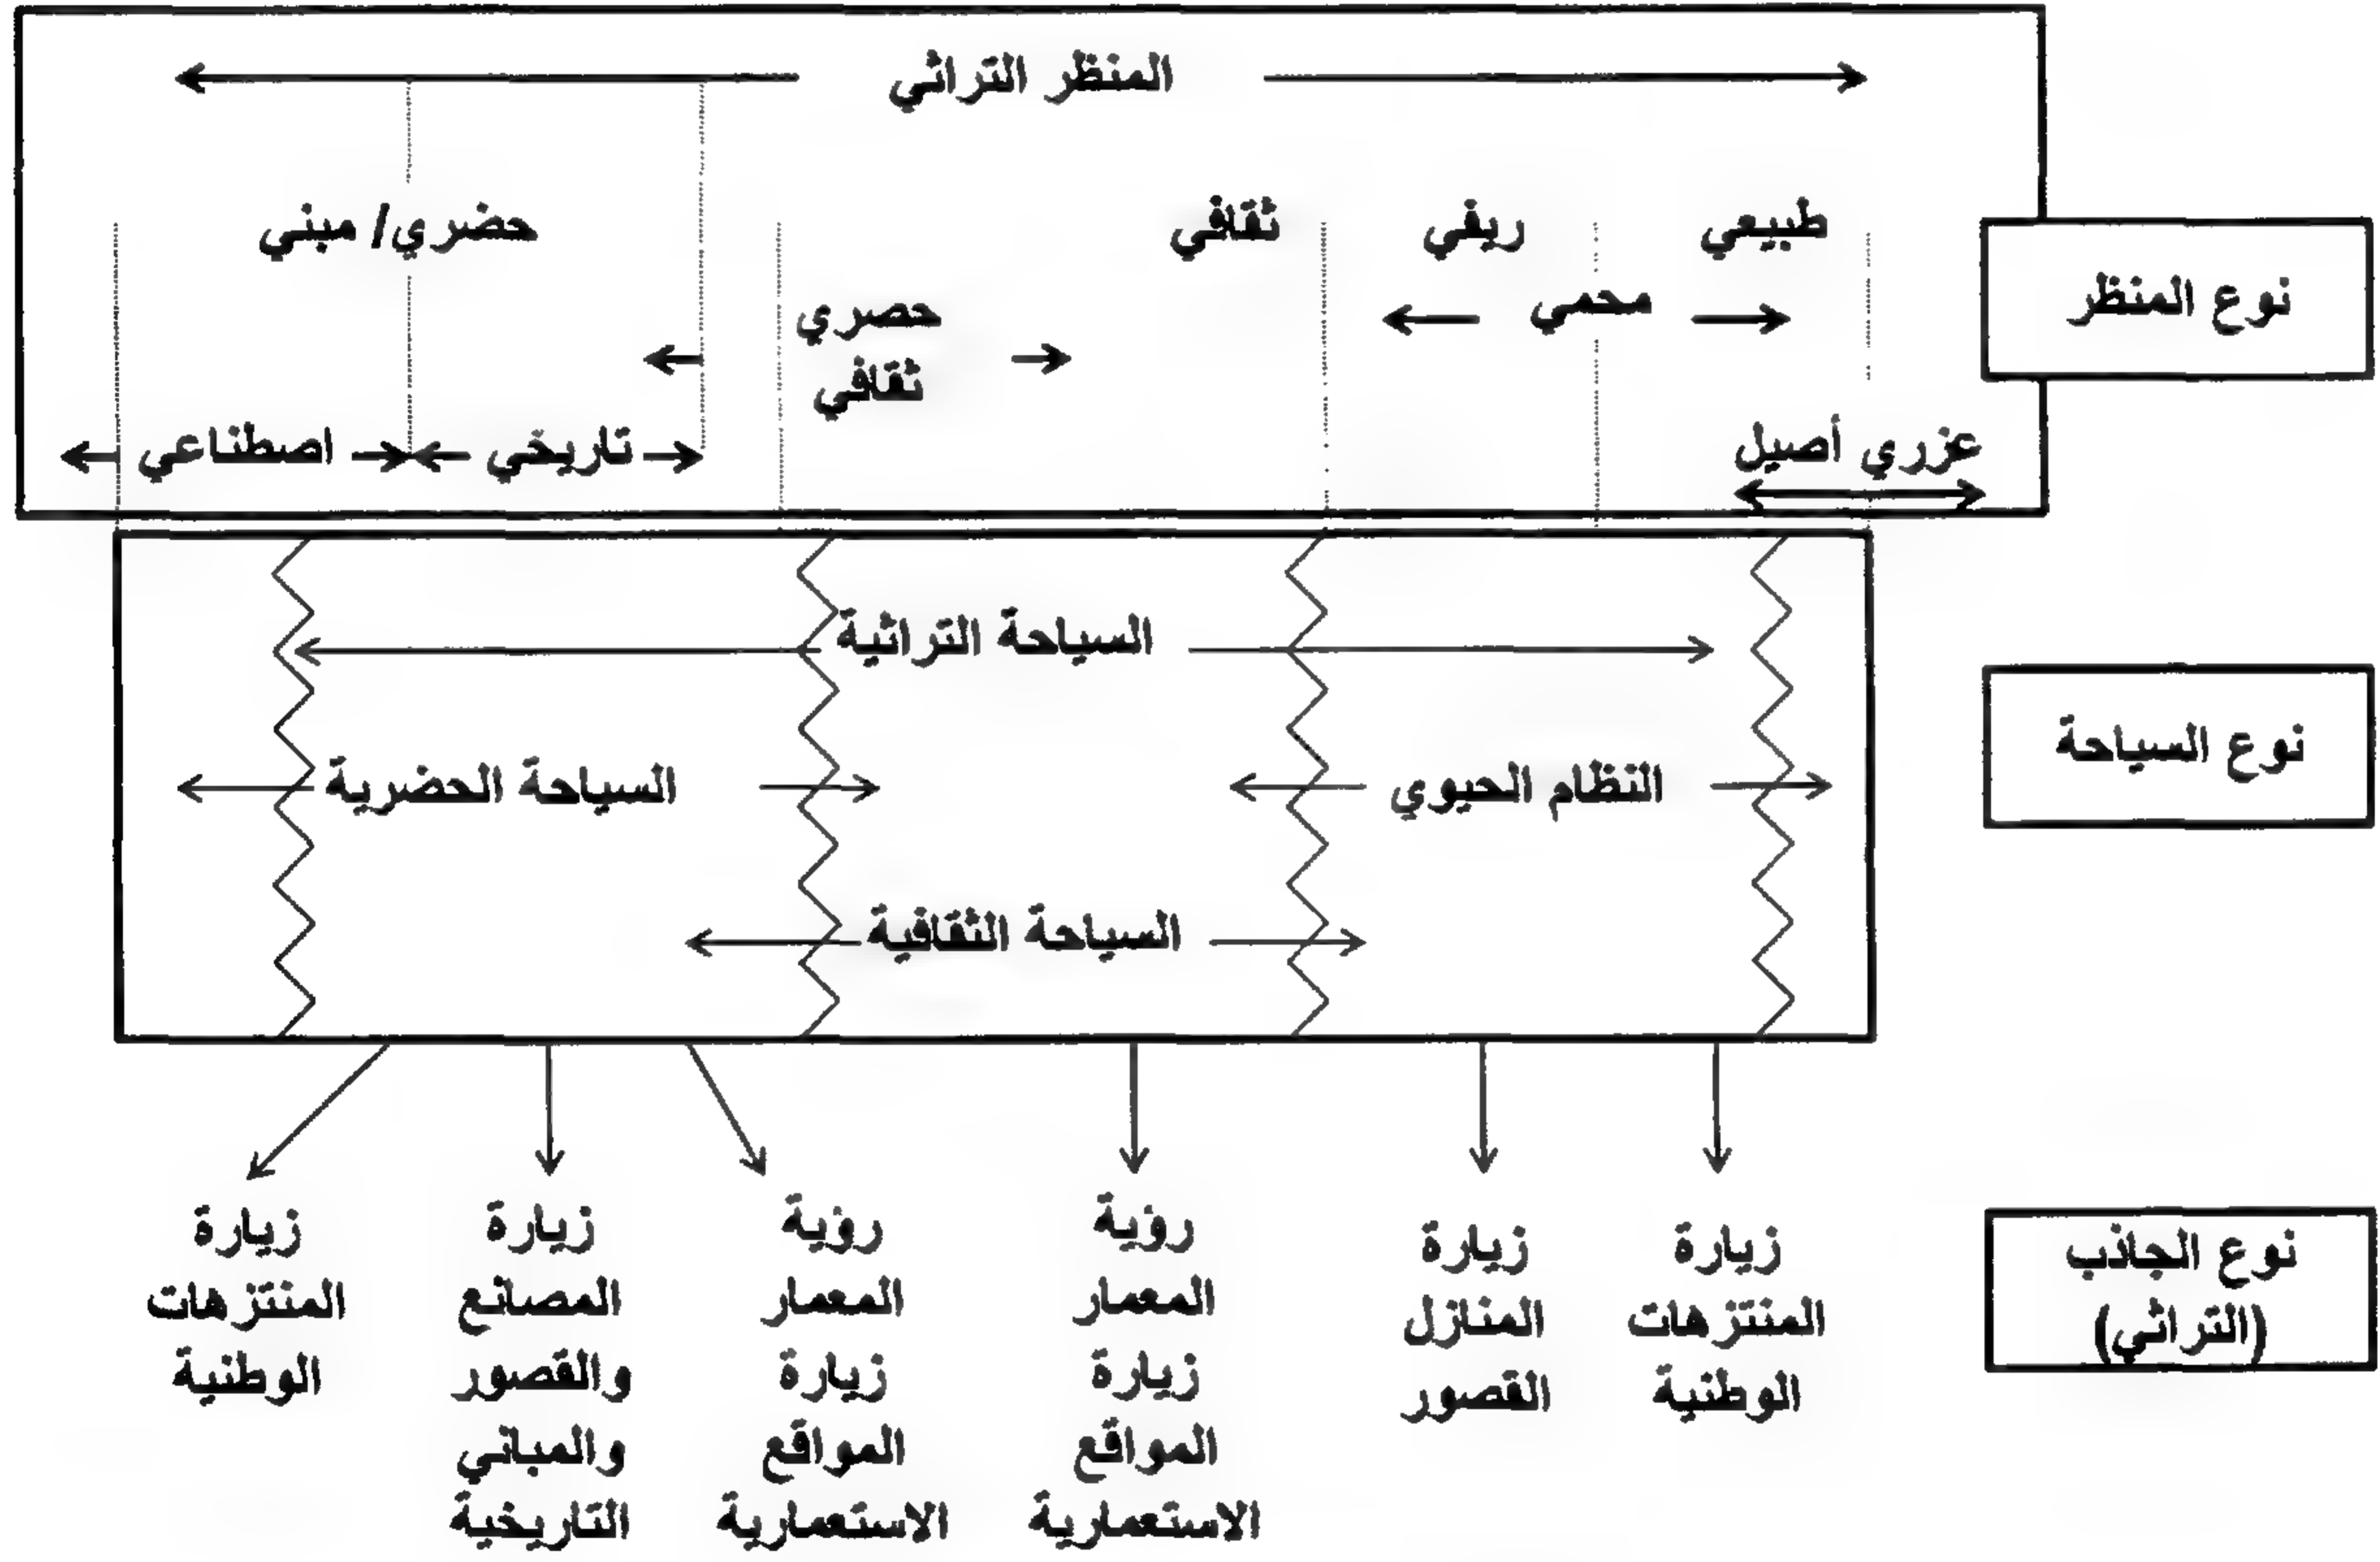 المنظر التراثي
طبيعي
ريفي
ثقافي
حضري/ مبني
نوع المنظر
محمي
حصري
ثقافي
عزري أصيل
تاريخي
اصطناعي
السياحة التراثية
نوع السياحة
النظام الحيوي
السياحة الحضرية
السياحة الثقافية
نوع الجاذب
(التراثي)
زيارة
المنتزهات
الوطنية
زيارة
المنازل
القصور
رؤية
المعمار
زيارة
المواقع
الاستعمارية
رؤية
المعمار
زيارة
المواقع
الاستعمارية
زيارة
المصانع
والقصور
والمباني
التاريخية
زيارة
المنتزهات
الوطنية